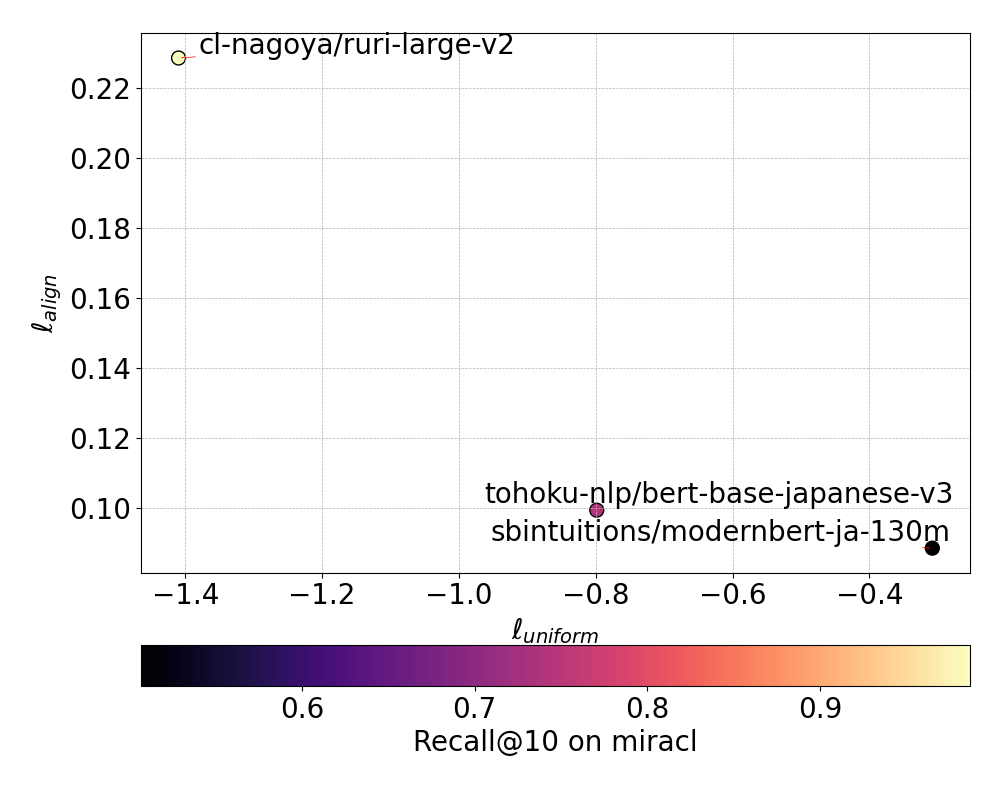 cl-nagoya/ruri-large-v2
0.22
0.20
0.18
0.16
0.14
0.12
0.10
ℓalign
tohoku-nlp/bert-base-japanese-v3
sbintuitions/modernbert-ja-130m
−1.4 −1.2 −1.0 −0.8 −0.6 −0.4
ℓuniform
0.6 0.7 0.8 0.9
Recall@10 on miracl